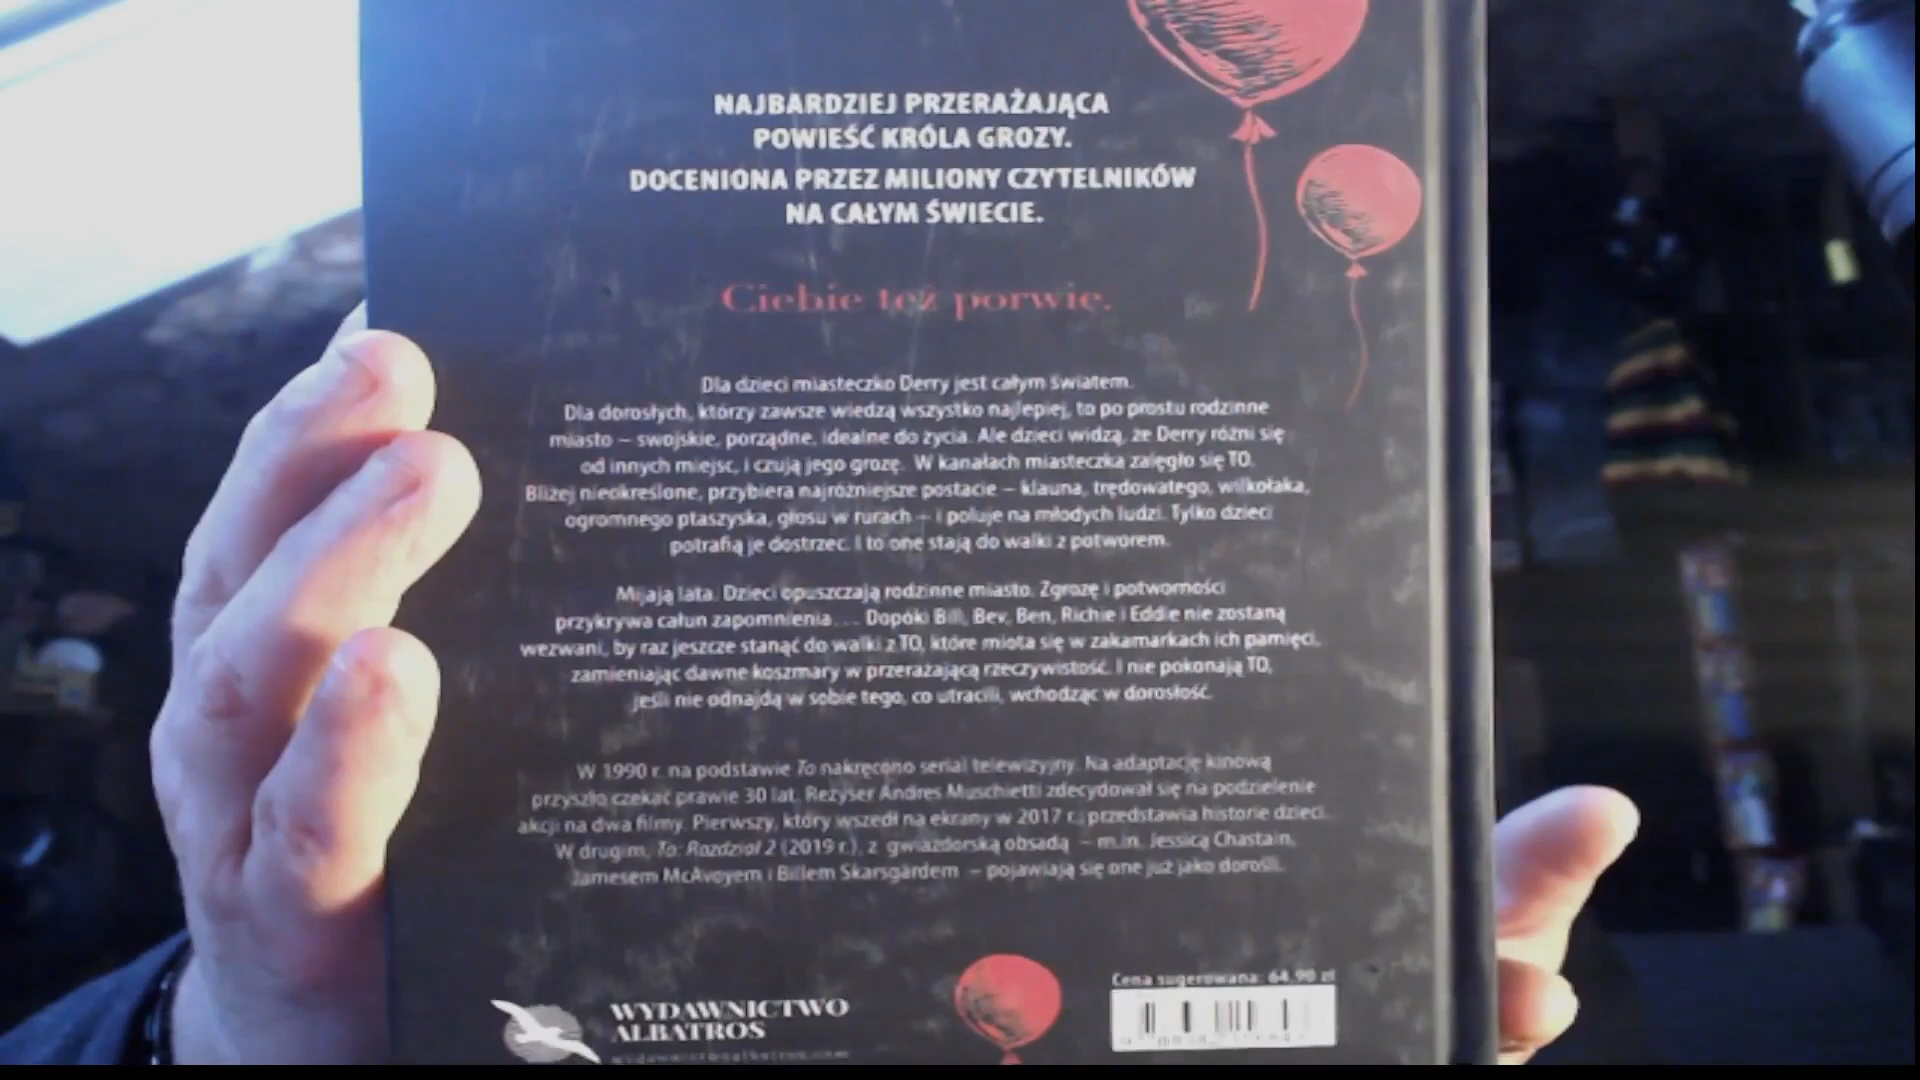 NAJBARDZIEJ PRZERAŻAJĄCA
POWIEŚĆ KRÓLA GROZY.
DOCENIONA PRZEZ MILIONY CZYTELNIKÓW
NA CAŁYM ŚWIECIE.
Ciebie też porwie.
Dla dzieci miasteczko Derry jest całym światem.
Dla dorosłych, którzy zawsze wiedzą wszystko najlepiej, to po prostu rodzinne
miasto – swojskie, porządne, idealne do życia. Ale dzieci widzą, że Derry różni się
od innych miejsc, i czują jego grozę. W kanałach miasteczka zalęgło się TO.
Bliżej nieokreślone, przybiera najróżniejsze postacie – klauna, trędowatego, wilkołaka,
ogromnego ptaszyska, głosu w rurach – i poluje na młodych ludzi. Tylko dzieci
potrafią je dostrzec. I to one stają do walki z potworem.
Mijają lata. Dzieci opuszczają rodzinne miasto. Zgrozę i potworności
przykrywa całun zapomnienia... Dopóki Bill, Bev, Ben, Richie i Eddie nie zostaną
wezwani, by raz jeszcze stanąć do walki z TO, które miota się w zakamarkach ich pamięci,
zamieniając dawne koszmary w przerażającą rzeczywistość. I nie pokonają TO,
jeśli nie odnajdą w sobie tego, co utracili, wchodząc w dorosłość.
W 1990 r. na podstawie To nakręcono serial telewizyjny. Na adaptację kinową
przyszło czekać prawie 30 lat. Reżyser Andres Muschietti zdecydował się na podzielenie
akcji na dwa filmy. Pierwszy, który wszedł na ekrany w 2017 r., przedstawia historie dzieci.
W drugim, To: Rozdział 2 (2019 r.), z gwiazdorską obsadą – m.in. Jessicą Chastain,
Jamesem McAvoyem i Billem Skarsgårdem – pojawiają się one już jako dorośli.
Cena sugerowana: 64,90 zł
WYDAWNICTWO
ALBATROS
wydawnictwoalbatros.com